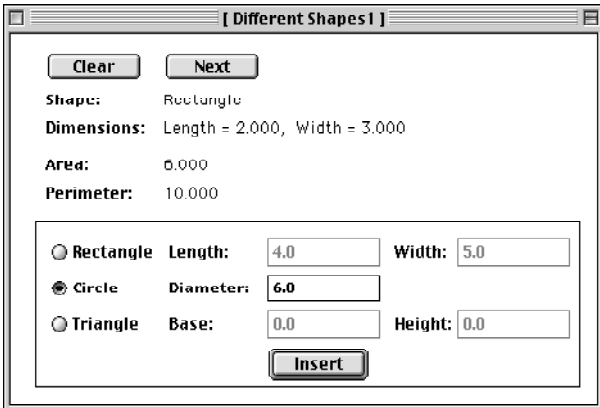 [ Different Shapes1 ]
Clear Next
Shape: Rectangle
Dimensions: Length = 2.000, Width = 3.000
Area: 6.000
Perimeter: 10.000
Rectangle Length: 4.0 Width: 5.0
Circle Diameter: 6.0
Triangle Base: 0.0 Height: 0.0
Insert